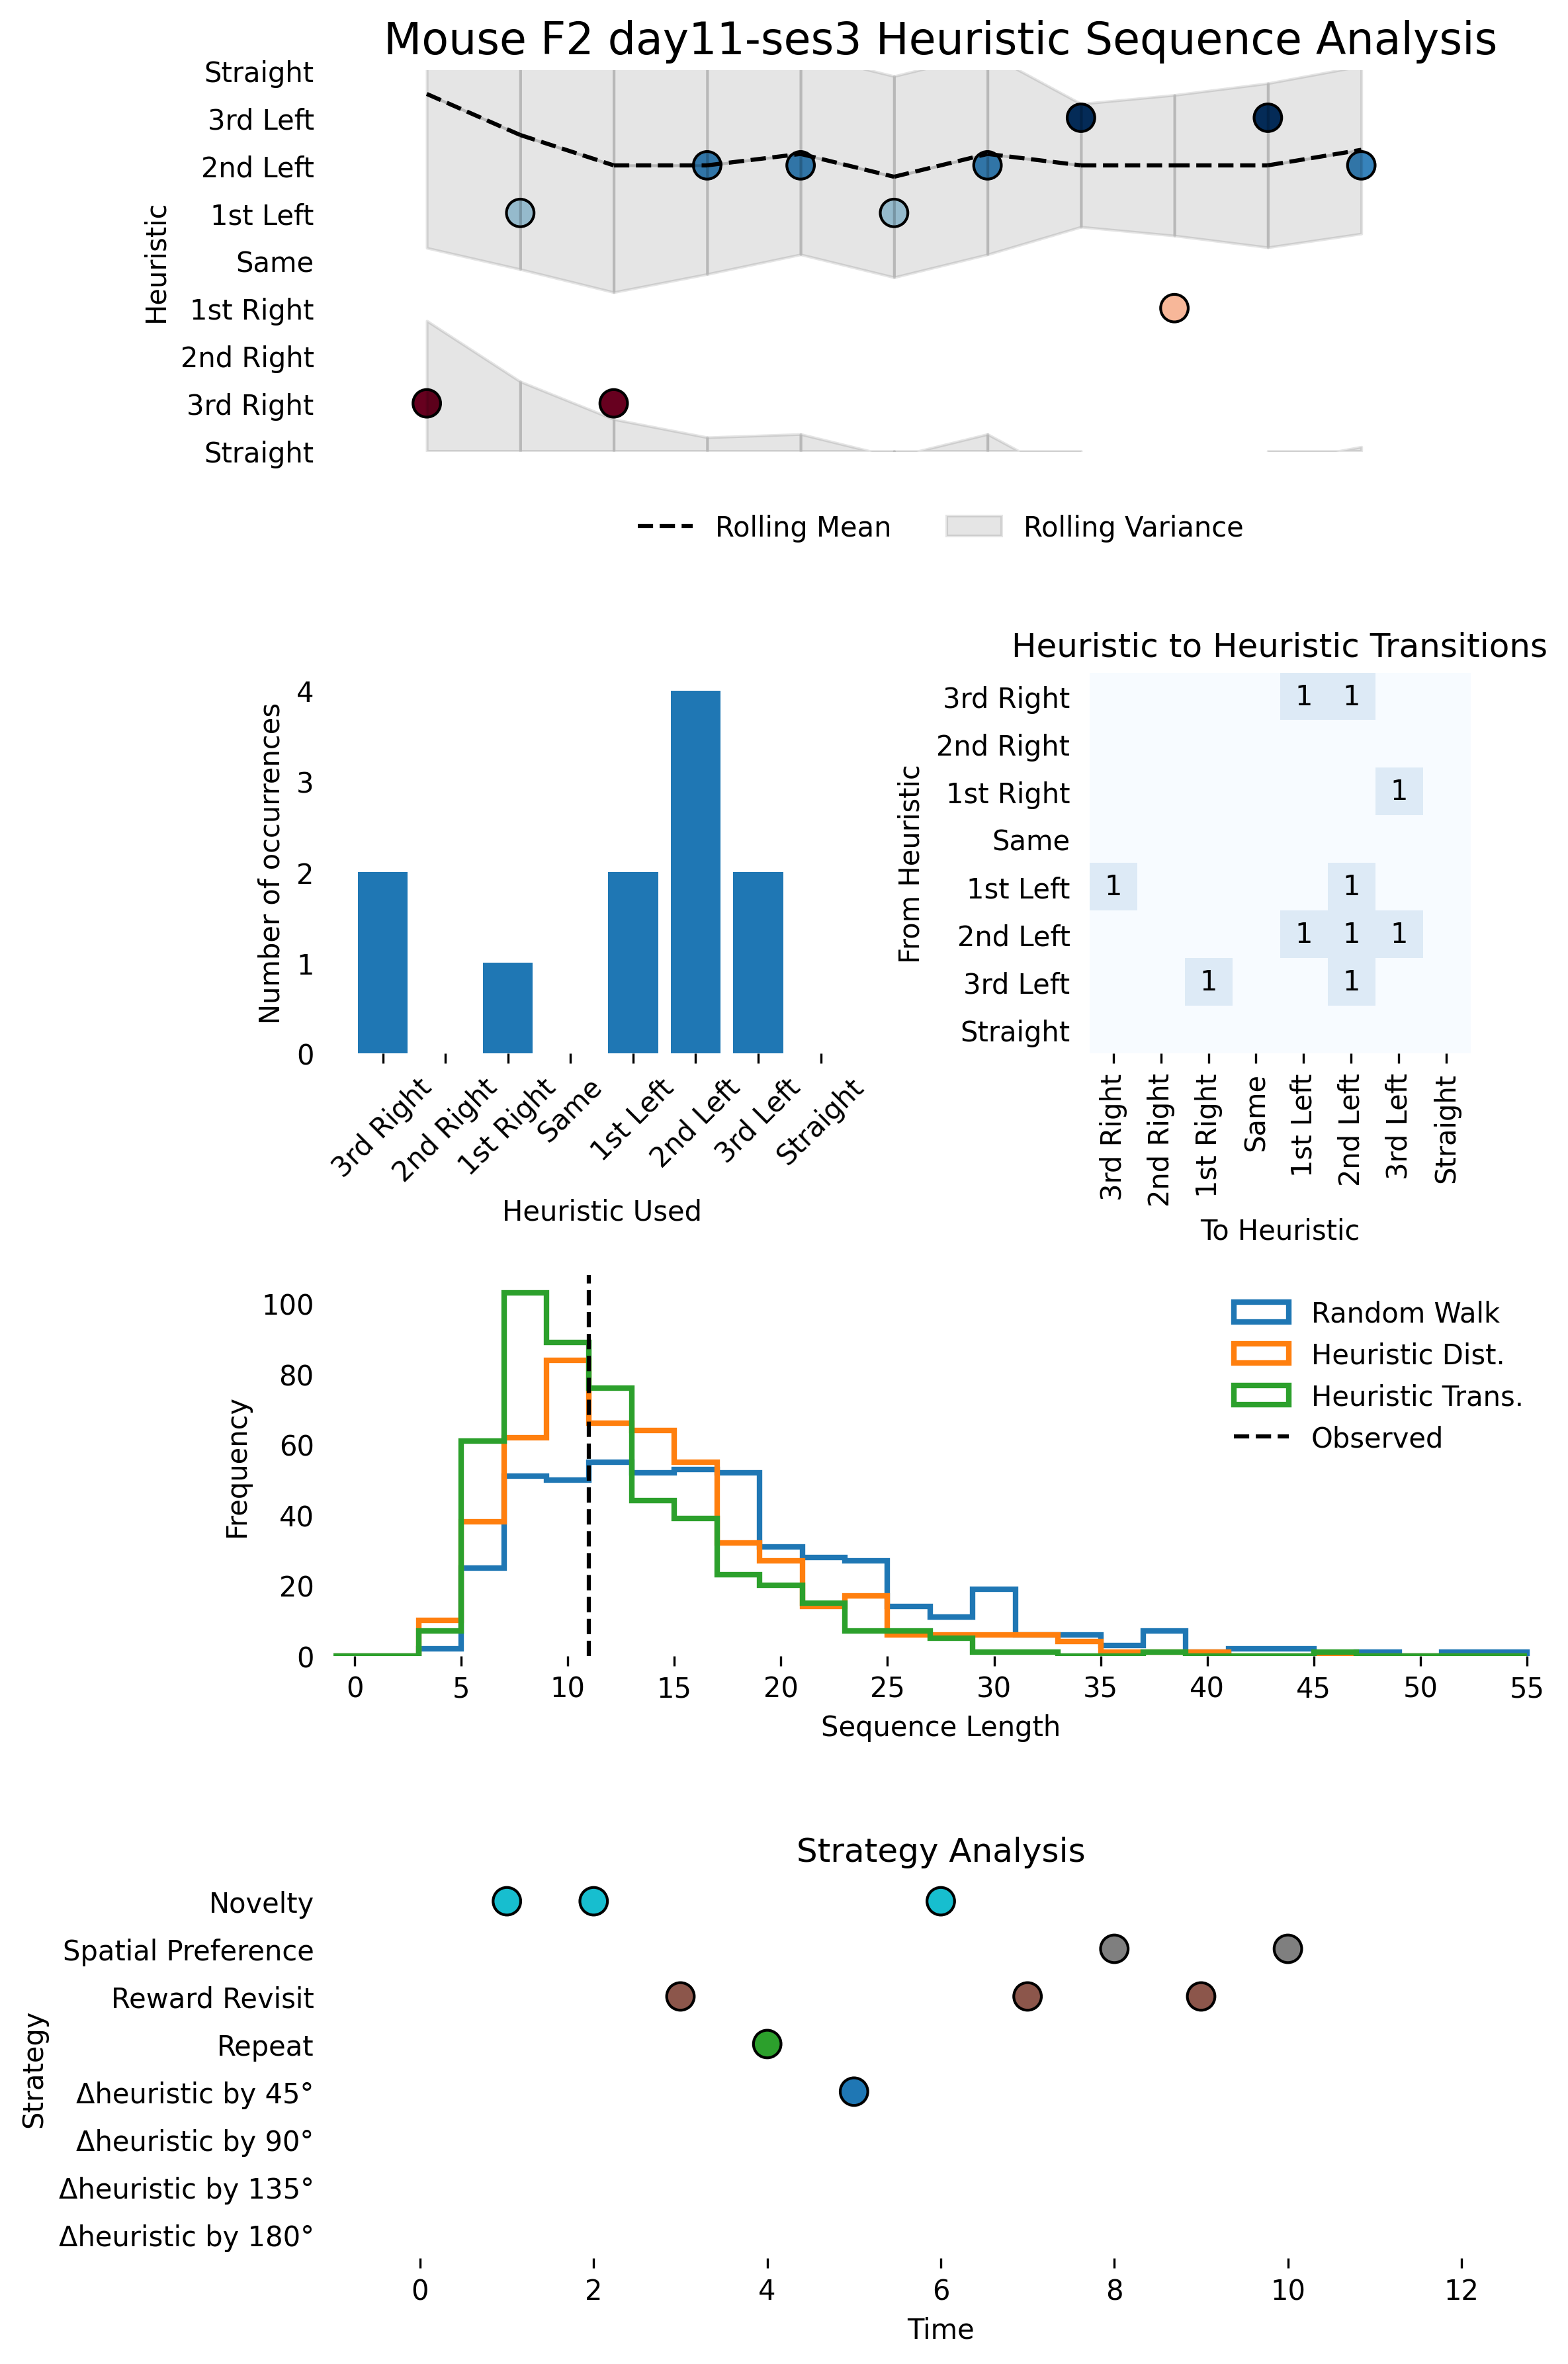 Mouse F2 day11-ses3 Heuristic Sequence Analysis
Straight
3rd Left
2nd Left
1st Left
Same
1st Right
2nd Right
3rd Right
Straight
Heuristic
Rolling Mean
Rolling Variance
Number of occurrences
4
3
2
1
0
3rd Right
2nd Right
1st Right
Same
1st Left
2nd Left
3rd Left
Straight
Heuristic Used
Heuristic to Heuristic Transitions
From Heuristic
3rd Right
2nd Right
1st Right
Same
1st Left
2nd Left
3rd Left
Straight
1 1
1
1 1
1 1 1
1 1
3rd Right
2nd Right
1st Right
Same
1st Left
2nd Left
3rd Left
Straight
To Heuristic
Frequency
100
80
60
40
20
0
Random Walk
Heuristic Dist.
Heuristic Trans.
Observed
0 5 10 15 20 25 30 35 40 45 50 55
Sequence Length
Strategy Analysis
Strategy
Novelty
Spatial Preference
Reward Revisit
Repeat
Δheuristic by 45°
Δheuristic by 90°
Δheuristic by 135°
Δheuristic by 180°
0 2 4 6 8 10 12
Time